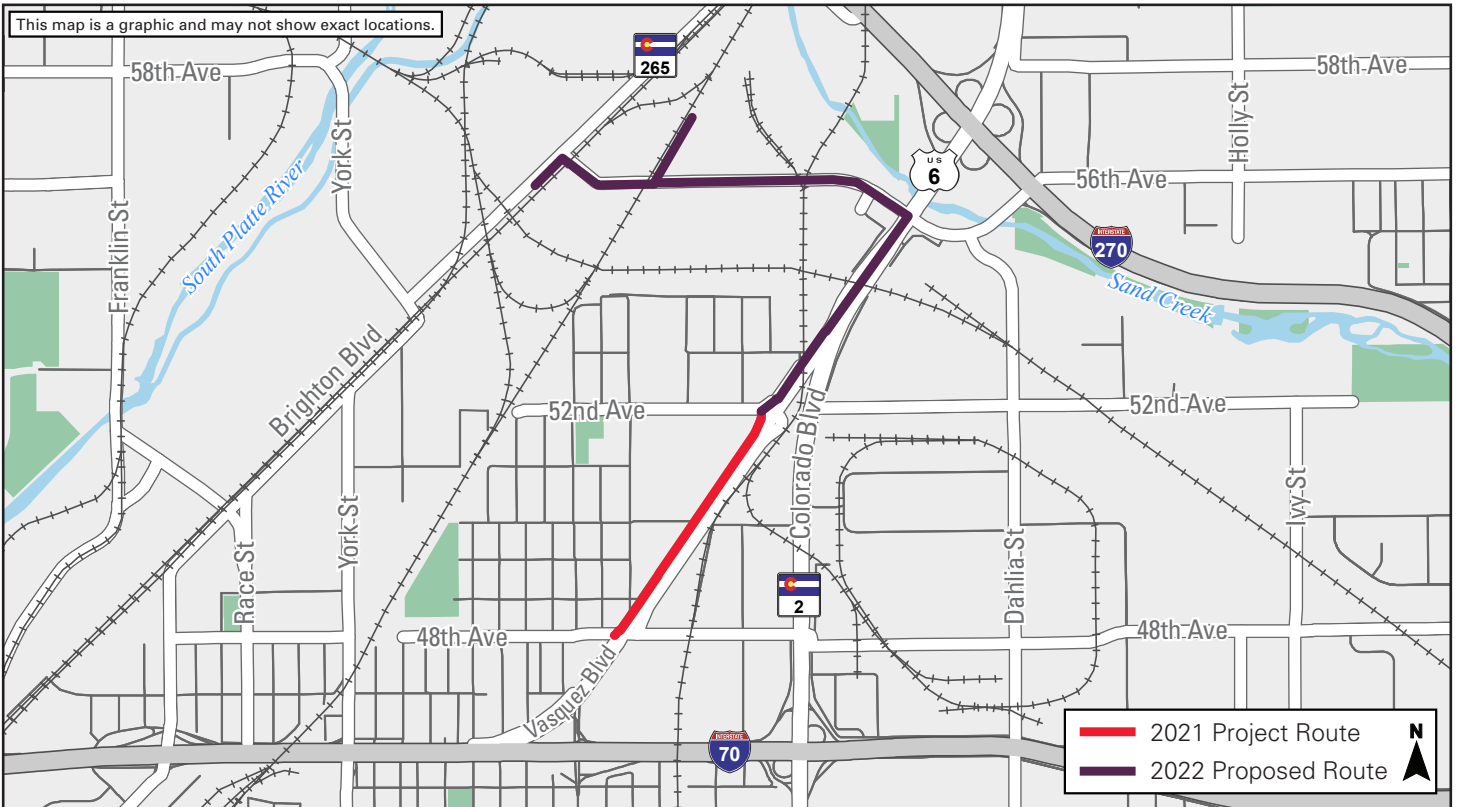 This map is a graphic and may not show exact locations.
265
58th Ave
58th Ave
York St
Holly St
US
6
56th Ave
South Platte River
Franklin St
INTERSTATE
270
Sand Creek
Brighton Blvd
52nd Ave
Colorado Blvd
52nd Ave
York St
Ivy St
Race St
Dahlia St
2
48th Ave
48th Ave
Vasquez Blvd
INTERSTATE
70
2021 Project Route
2022 Proposed Route
N